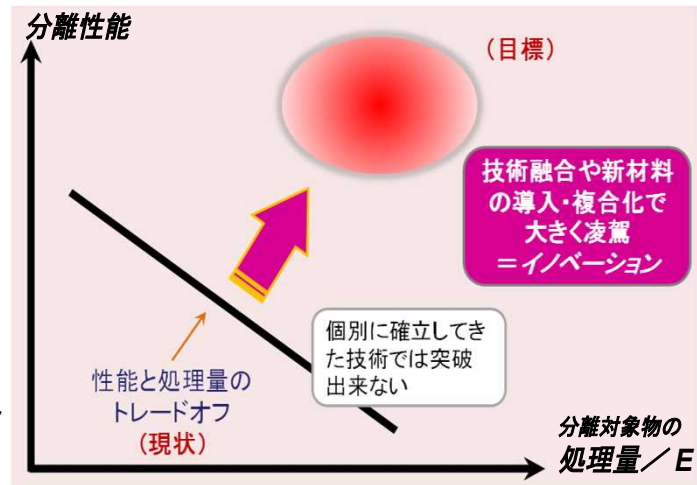 分離性能
(目標)
技術融合や新材料
の導入・複合化で
大きく凌駕
＝イノベーション
個別に確立してき
た技術では突破
出来ない
性能と処理量の
トレードオフ
(現状)
分離対象物の
処理量／E